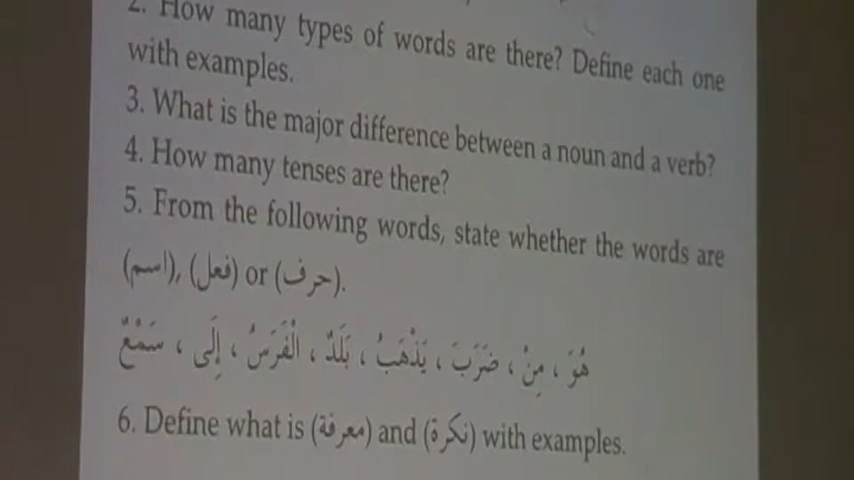 2. How many types of words are there? Define each one
with examples.
3. What is the major difference between a noun and a verb?
4. How many tenses are there?
5. From the following words, state whether the words are
(اسم), (فعل) or (حرف).
هُوَ ، مِنْ ، ضَرَبَ ، يَذْهَبُ ، بَلَدٌ ، الْفَرَسُ ، إِلَى ، سَمْعٌ
6. Define what is (معرفة) and (نكرة) with examples.